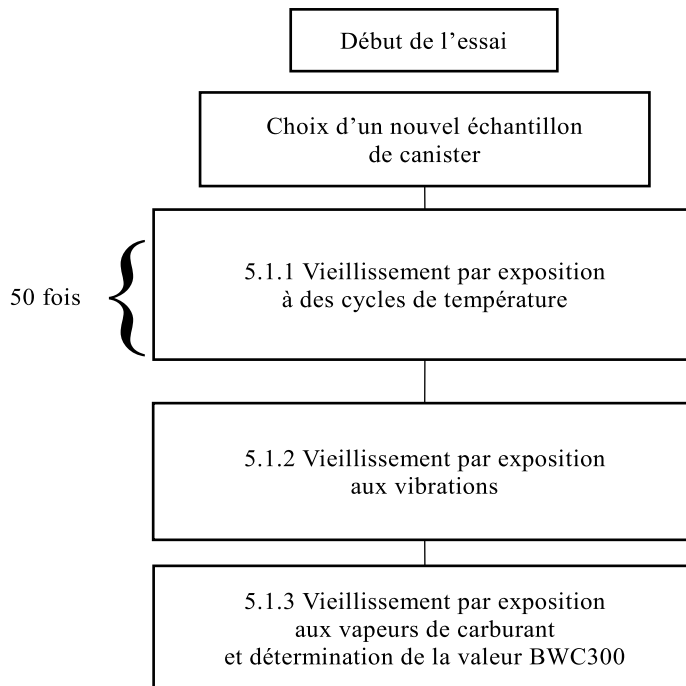 Début de l’essai
Choix d’un nouvel échantillon
de canister
5.1.1 Vieillissement par exposition
à des cycles de température
50 fois
5.1.2 Vieillissement par exposition
aux vibrations
5.1.3 Vieillissement par exposition
aux vapeurs de carburant
et détermination de la valeur BWC300